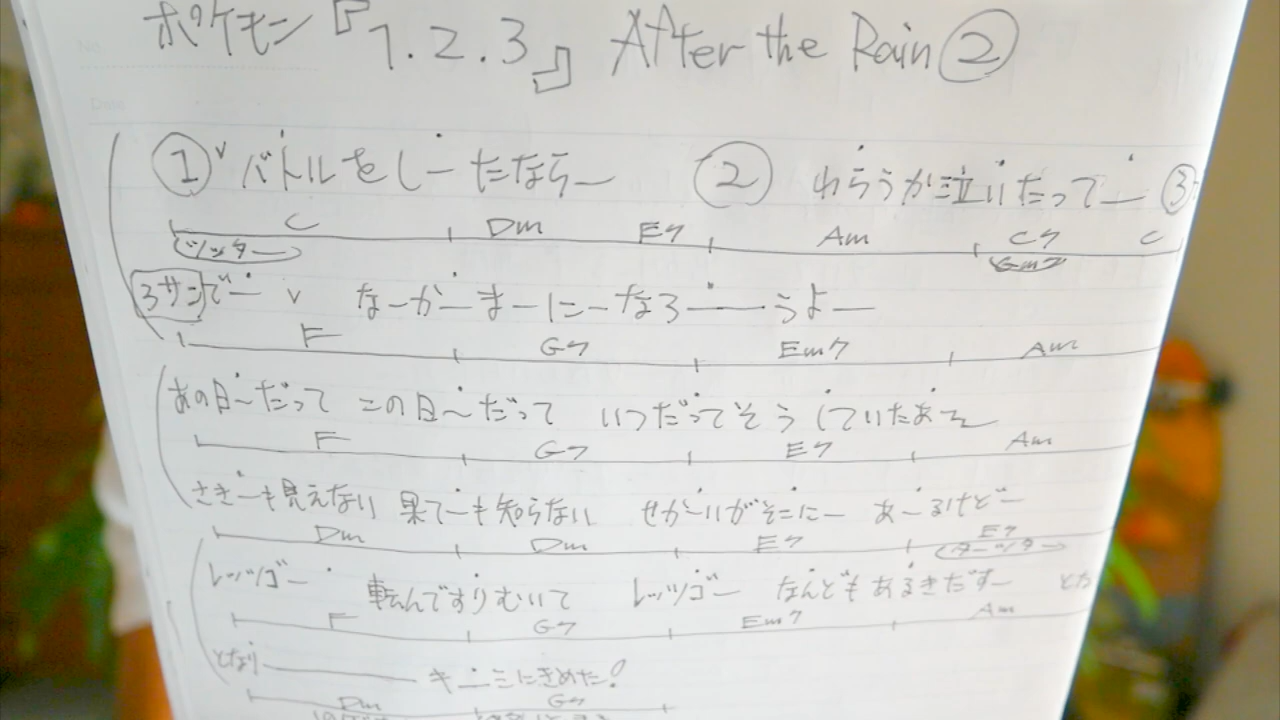 ポケモン『1.2.3』 After the Rain②
① ∨ バトルをしーたならー ② わらうか泣いだってー ③
C Dm E7 Am C7 C
ツッター Gm7
3サンでー ∨ なーかーまーにーなろーーうよー
F G7 Em7 Am
あの日〜だって この日〜だって いつだってそう していたあー
F G7 E7 Am
さきーも見えない 果てーも知らない せかーいがそこにー あーるけどー
Dm Dm E7 E7
ターツッター
レッツゴー 転んですりむいて レッツゴー なんどもあるきだすー とな
F G7 Em7 Am
となりーーー キーミにきめた!
Dm G7